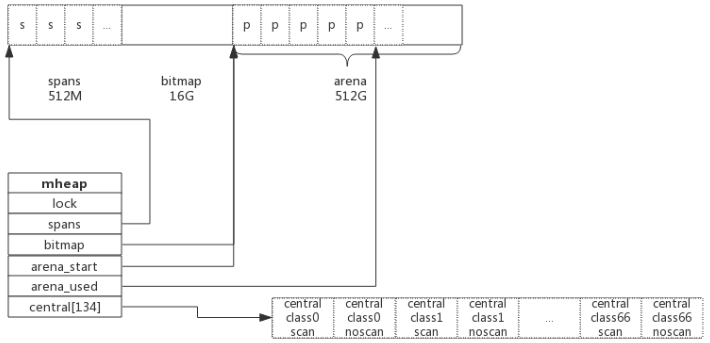 s s s ... p p p p p ...
spans bitmap arena
512M 16G 512G
mheap
lock
spans
bitmap
arena_start
arena_used
central[134]
central central central central central central
class0 class0 class1 class1 ... class66 class66
scan noscan scan noscan scan noscan